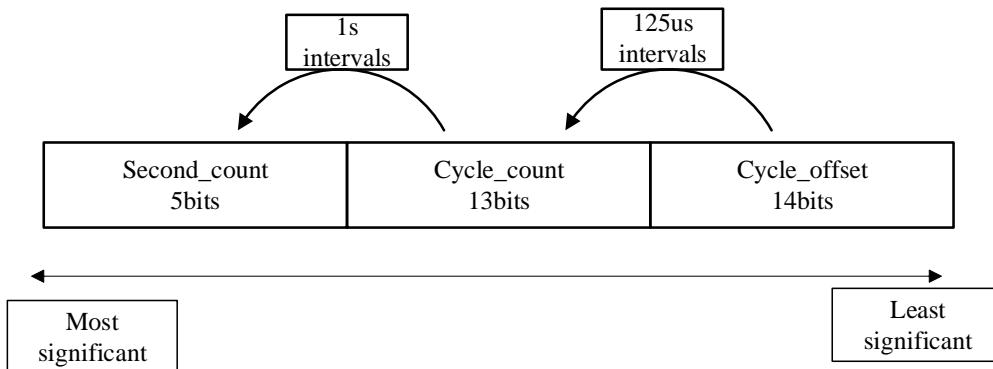 1s
intervals
125us
intervals
Second_count
5bits
Cycle_count
13bits
Cycle_offset
14bits
Most
significant
Least
significant